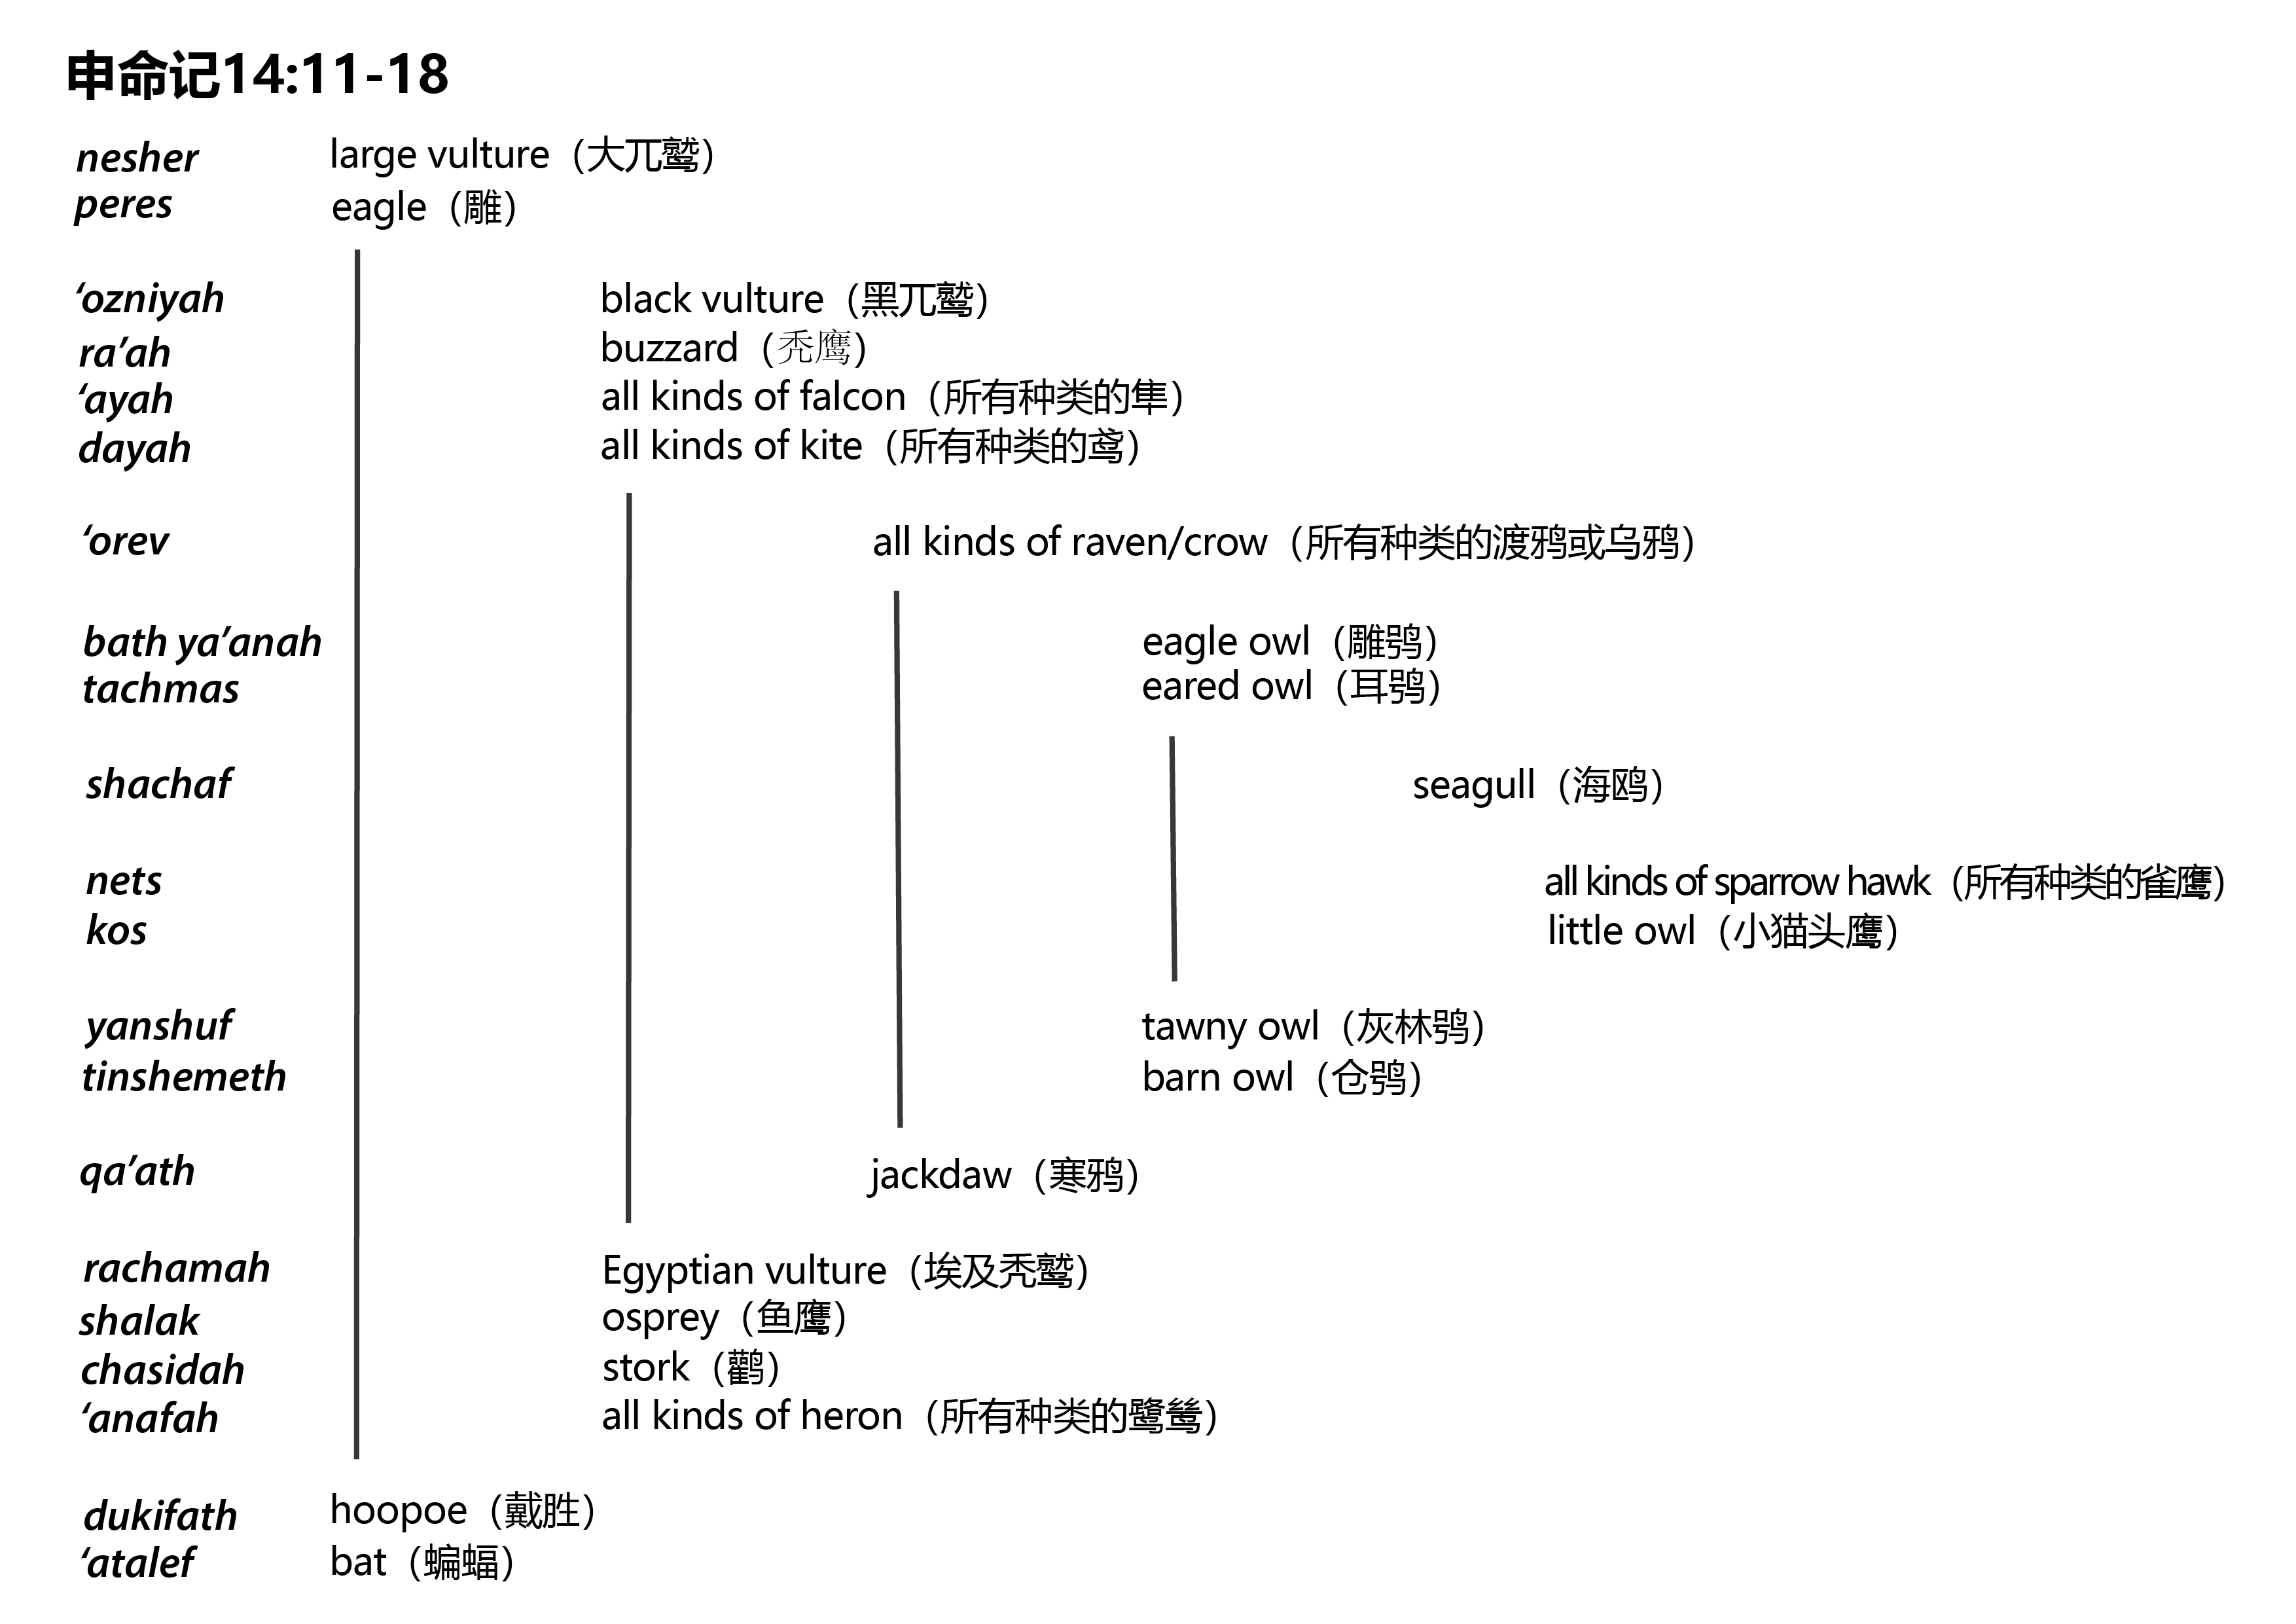 申命记14:11-18
nesher large vulture（大兀鹫）
peres eagle（雕）
‘ozniyah black vulture（黑兀鹫）
ra’ah buzzard（秃鹰）
‘ayah all kinds of falcon（所有种类的隼）
dayah all kinds of kite（所有种类的鸢）
‘orev all kinds of raven/crow（所有种类的渡鸦或乌鸦）
bath ya’anah eagle owl（雕鸮）
tachmas eared owl（耳鸮）
shachaf seagull（海鸥）
nets all kinds of sparrow hawk（所有种类的雀鹰）
kos little owl（小猫头鹰）
yanshuf tawny owl（灰林鸮）
tinshemeth barn owl（仓鸮）
qa’ath jackdaw（寒鸦）
rachamah Egyptian vulture（埃及秃鹫）
shalak osprey（鱼鹰）
chasidah stork（鹳）
‘anafah all kinds of heron（所有种类的鹭鸶）
dukifath hoopoe（戴胜）
‘atalef bat（蝙蝠）